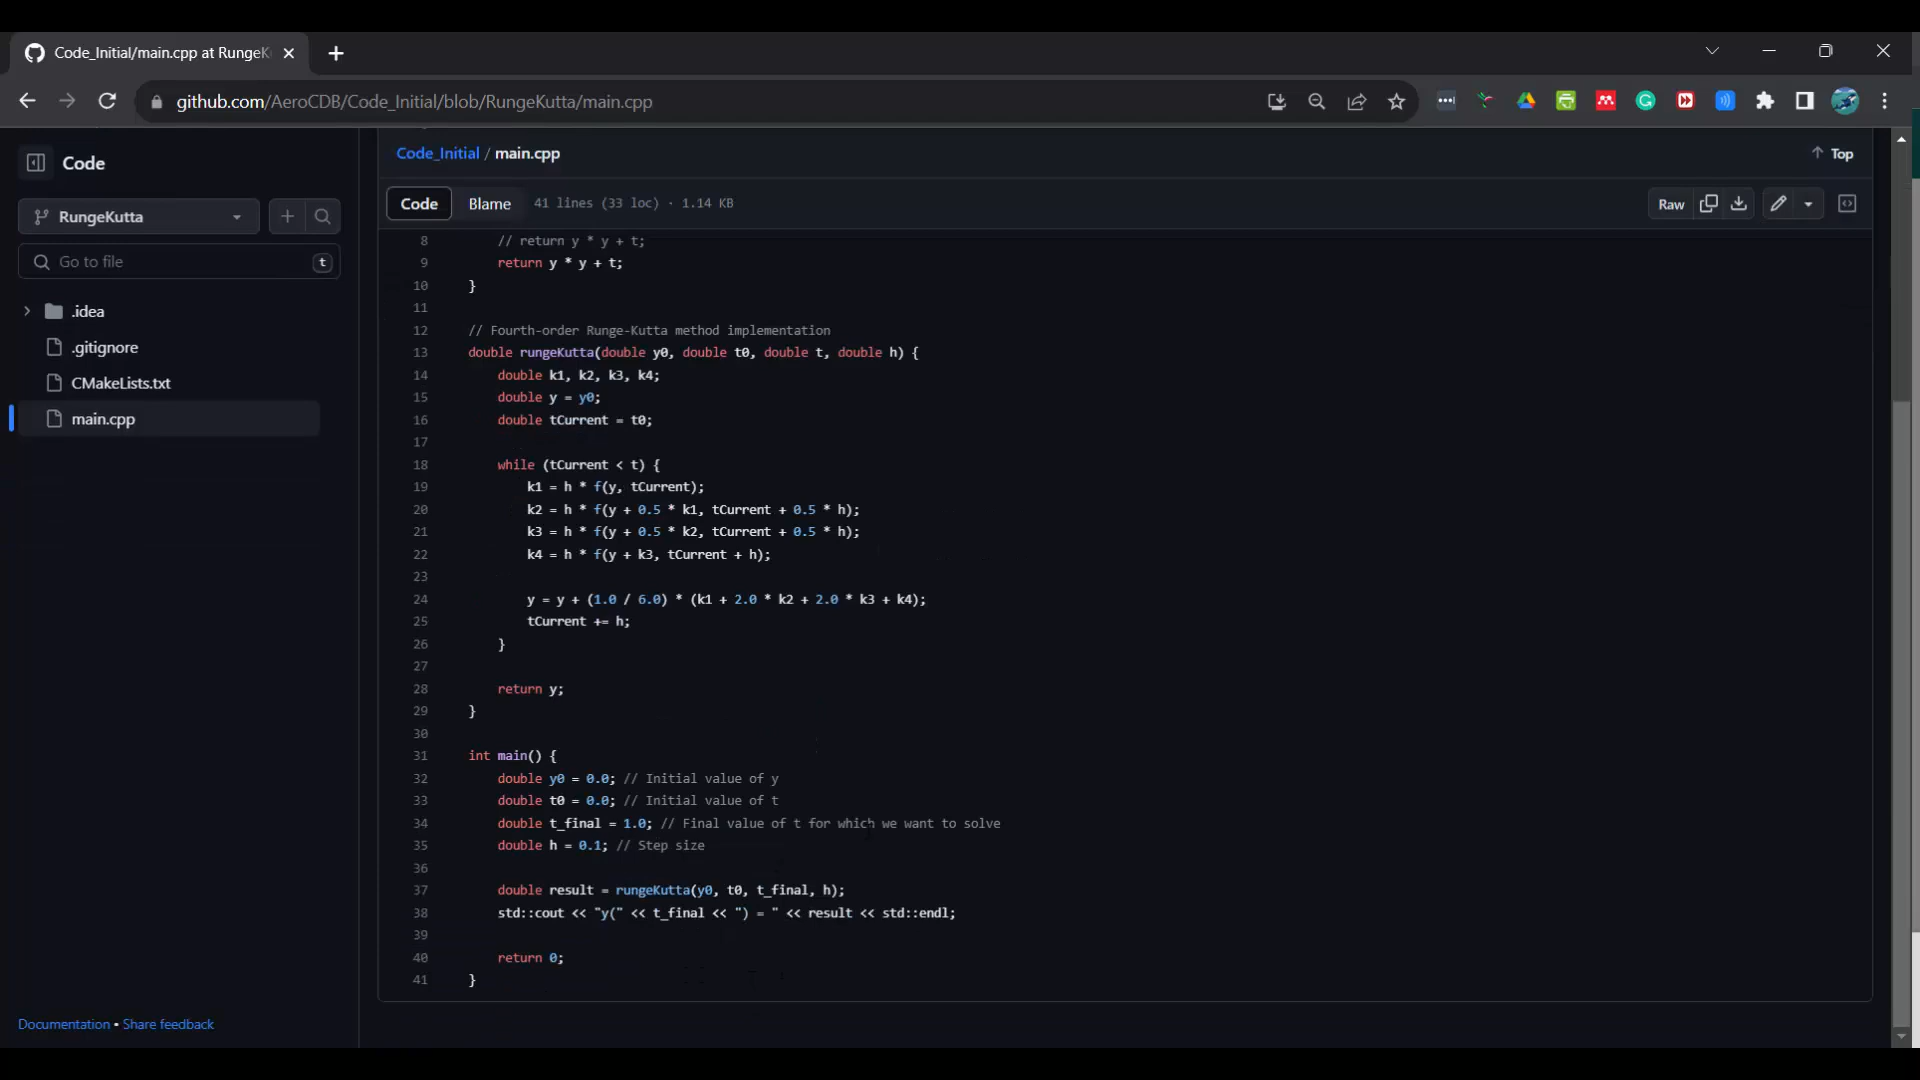 Code_Initial/main.cpp at RungeK
github.com/AeroCDB/Code_Initial/blob/RungeKutta/main.cpp
Code
RungeKutta
Go to file
t
.idea
.gitignore
CMakeLists.txt
main.cpp
Documentation • Share feedback
Code_Initial / main.cpp
Top
Code Blame 41 lines (33 loc) · 1.14 KB
Raw
8 // return y * y + t;
9 return y * y + t;
10 }
11
12 // Fourth-order Runge-Kutta method implementation
13 double rungeKutta(double y0, double t0, double t, double h) {
14 double k1, k2, k3, k4;
15 double y = y0;
16 double tCurrent = t0;
17
18 while (tCurrent < t) {
19 k1 = h * f(y, tCurrent);
20 k2 = h * f(y + 0.5 * k1, tCurrent + 0.5 * h);
21 k3 = h * f(y + 0.5 * k2, tCurrent + 0.5 * h);
22 k4 = h * f(y + k3, tCurrent + h);
23
24 y = y + (1.0 / 6.0) * (k1 + 2.0 * k2 + 2.0 * k3 + k4);
25 tCurrent += h;
26 }
27
28 return y;
29 }
30
31 int main() {
32 double y0 = 0.0; // Initial value of y
33 double t0 = 0.0; // Initial value of t
34 double t_final = 1.0; // Final value of t for which we want to solve
35 double h = 0.1; // Step size
36
37 double result = rungeKutta(y0, t0, t_final, h);
38 std::cout << "y(" << t_final << ") = " << result << std::endl;
39
40 return 0;
41 }